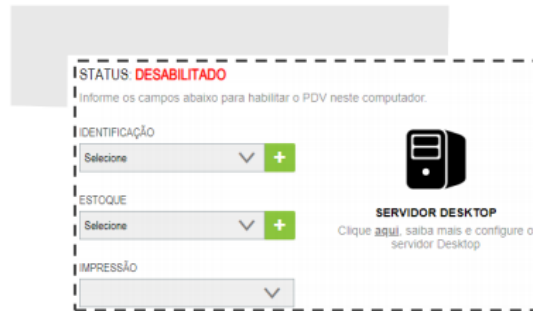 STATUS: DESABILITADO
Informe os campos abaixo para habilitar o PDV neste computador.
IDENTIFICAÇÃO
Selecione
ESTOQUE
Selecione
IMPRESSÃO
SERVIDOR DESKTOP
Clique aqui, saiba mais e configure o
servidor Desktop